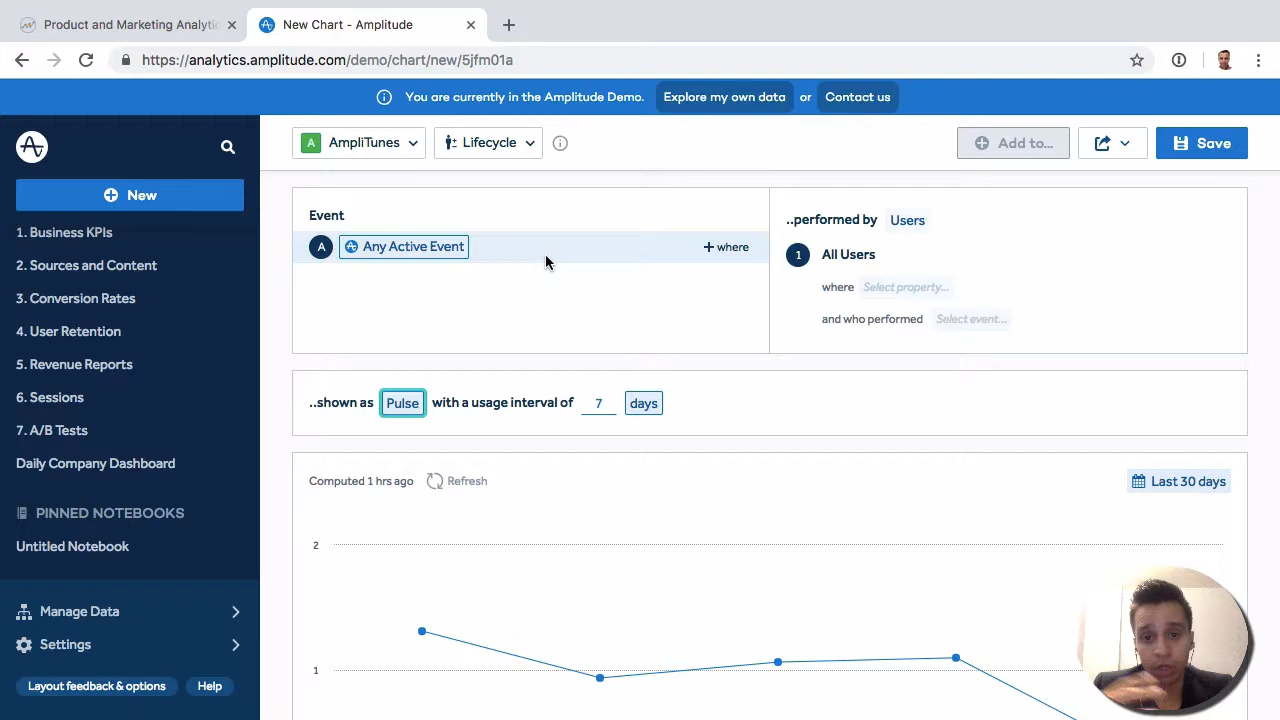 Product and Marketing Analytic
New Chart - Amplitude
https://analytics.amplitude.com/demo/chart/new/5jfm01a
You are currently in the Amplitude Demo. Explore my own data or Contact us
A AmpliTunes
Lifecycle
Add to...
Save
New
1. Business KPIs
2. Sources and Content
3. Conversion Rates
4. User Retention
5. Revenue Reports
6. Sessions
7. A/B Tests
Daily Company Dashboard
PINNED NOTEBOOKS
Untitled Notebook
Manage Data
Settings
Layout feedback & options
Help
Event
A Any Active Event
+ where
..performed by Users
1 All Users
where Select property...
and who performed Select event...
..shown as Pulse with a usage interval of 7 days
Computed 1 hrs ago Refresh
Last 30 days
2
1